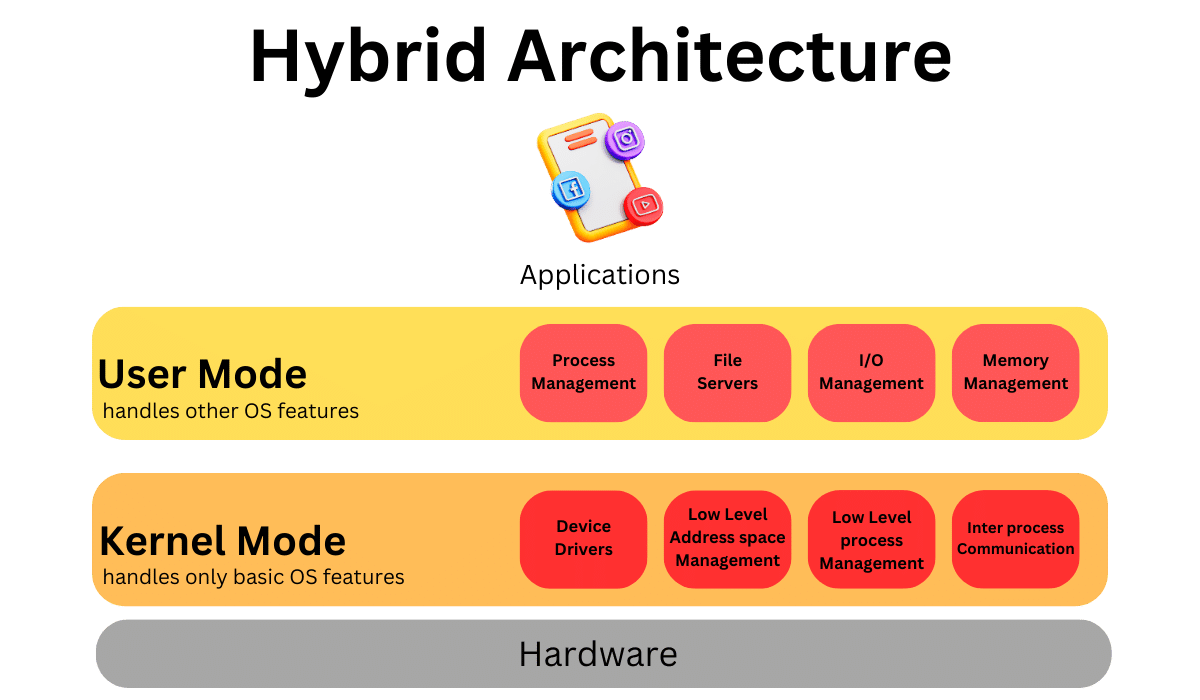 Hybrid Architecture
Applications
User Mode
handles other OS features
Process
Management
File
Servers
I/O
Management
Memory
Management
Kernel Mode
handles only basic OS features
Device
Drivers
Low Level
Address space
Management
Low Level
process
Management
Inter process
Communication
Hardware